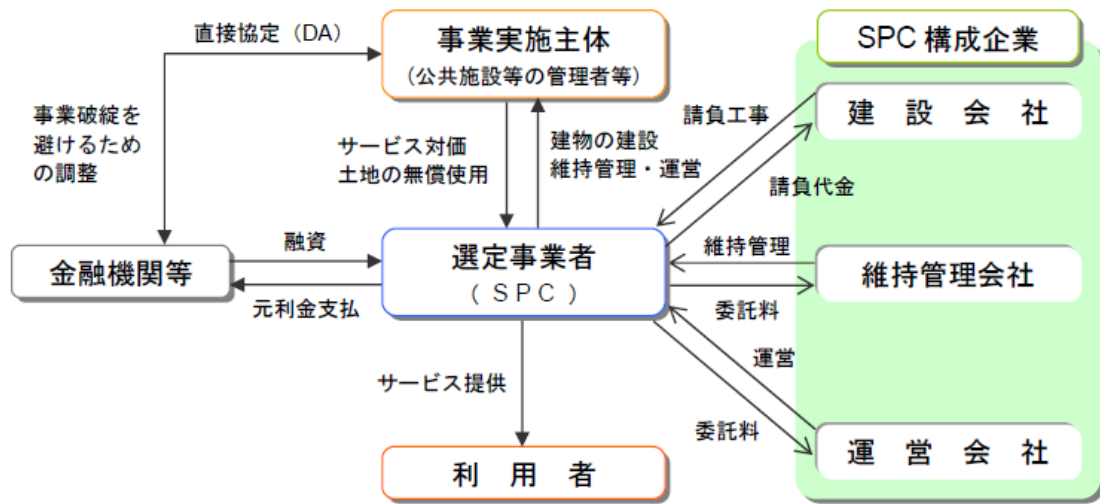 直接協定（DA）
事業実施主体
（公共施設等の管理者等）
SPC 構成企業
事業破綻を
避けるため
の調整
サービス対価
土地の無償使用
建物の建設
維持管理・運営
請負工事
建　設　会　社
請負代金
金融機関等
融資
元利金支払
選定事業者
（ＳＰＣ）
維持管理
委託料
維持管理会社
サービス提供
運営
委託料
運　営　会　社
利　用　者